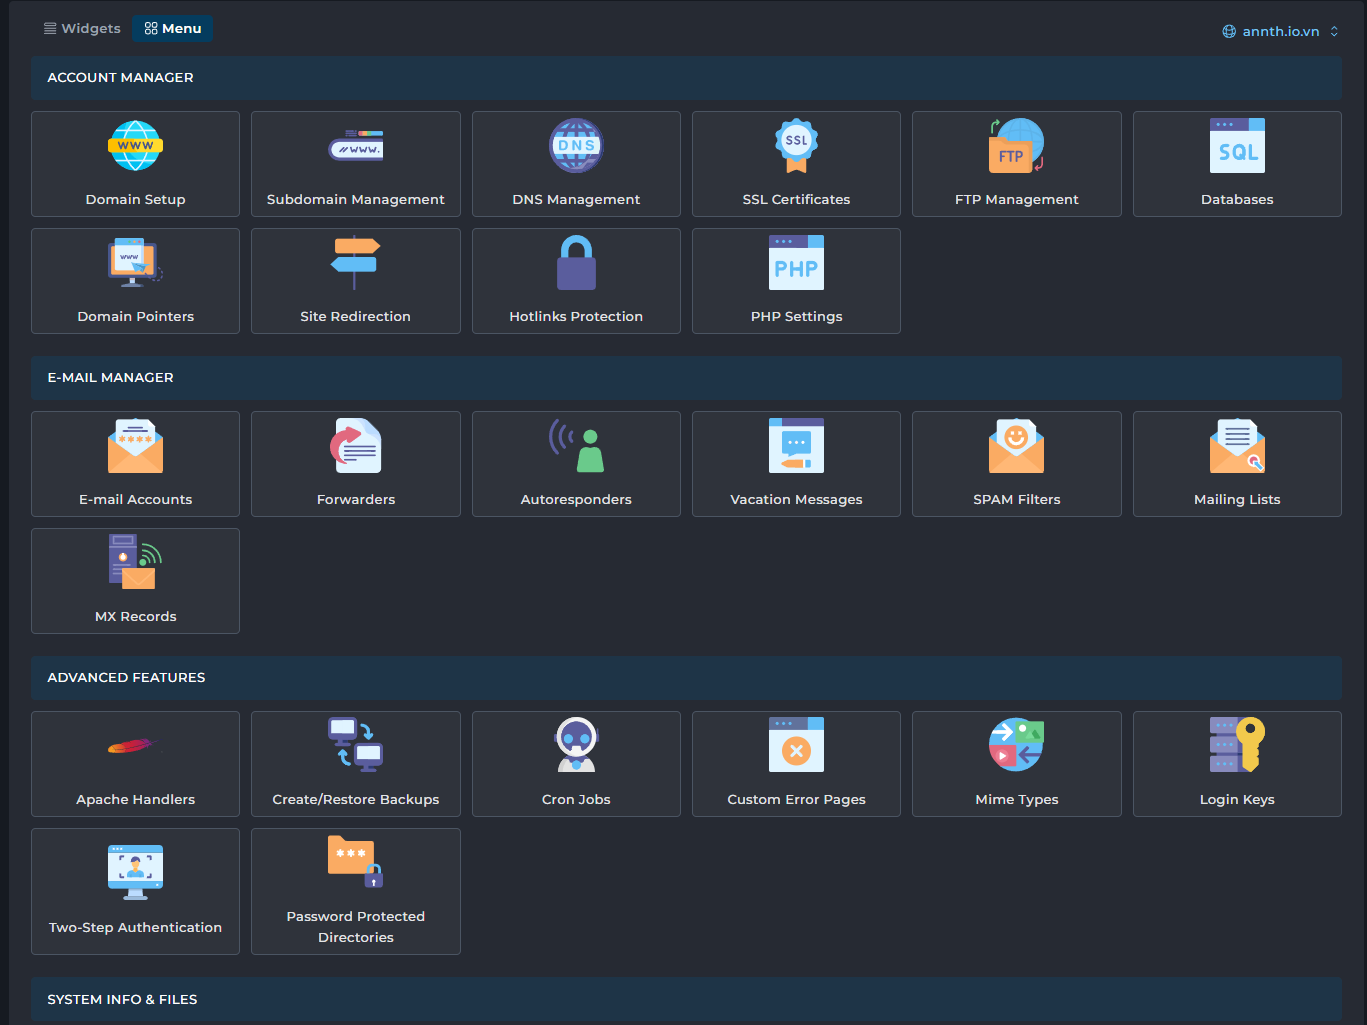 Widgets
Menu
annth.io.vn
ACCOUNT MANAGER
WWW
Domain Setup
//WWW.
Subdomain Management
DNS
DNS Management
SSL
SSL Certificates
FTP
FTP Management
SQL
Databases
WWW
Domain Pointers
Site Redirection
Hotlinks Protection
PHP
PHP Settings
E-MAIL MANAGER
****
E-mail Accounts
Forwarders
Autoresponders
Vacation Messages
SPAM Filters
Mailing Lists
MX Records
ADVANCED FEATURES
Apache Handlers
Create/Restore Backups
Cron Jobs
Custom Error Pages
Mime Types
Login Keys
Two-Step Authentication
***
Password Protected
Directories
SYSTEM INFO & FILES